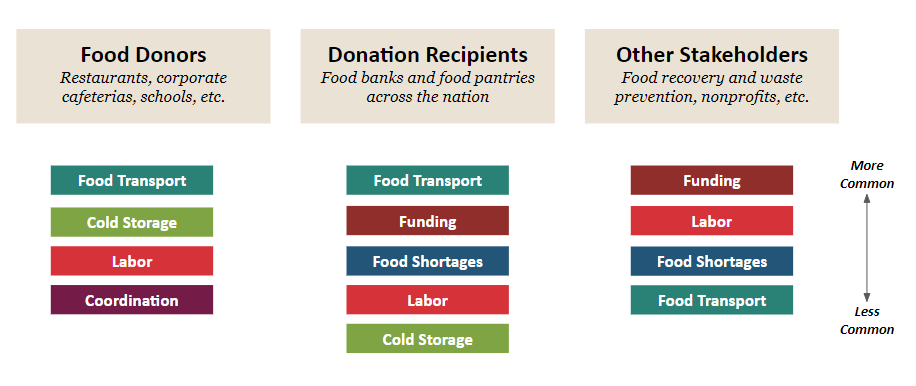 Food Donors
Restaurants, corporate
cafeterias, schools, etc.
Donation Recipients
Food banks and food pantries
across the nation
Other Stakeholders
Food recovery and waste
prevention, nonprofits, etc.
Food Transport
Cold Storage
Labor
Coordination
Food Transport
Funding
Food Shortages
Labor
Cold Storage
Funding
Labor
Food Shortages
Food Transport
More
Common
Less
Common